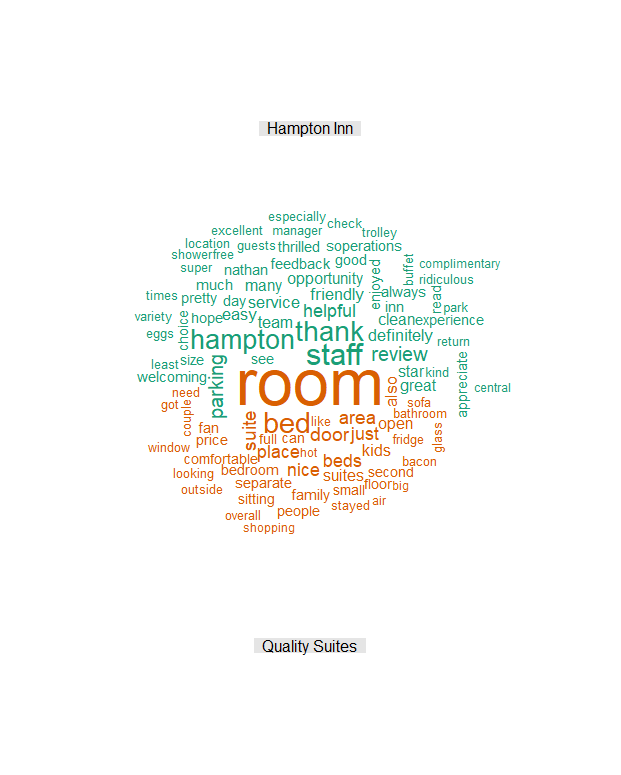 Hampton Inn
especially
excellent manager check
trolley
location guests thrilled soperations
showerfree
super nathan feedback good buffet complimentary
much many opportunity enjoyed ridiculous
times pretty day service friendly always read
variety hope easy team helpful inn park
choice clean experience
eggs hampton thank definitely return
least size see staff review
welcoming parking star kind appreciate
need room also great central
got couple suite bed like area sofa
fan door just open bathroom
price full can fridge glass
window comfortable place hot kids
looking bedroom nice beds second bacon
outside separate suites floor big
sitting family small air
overall people stayed
shopping
Quality Suites